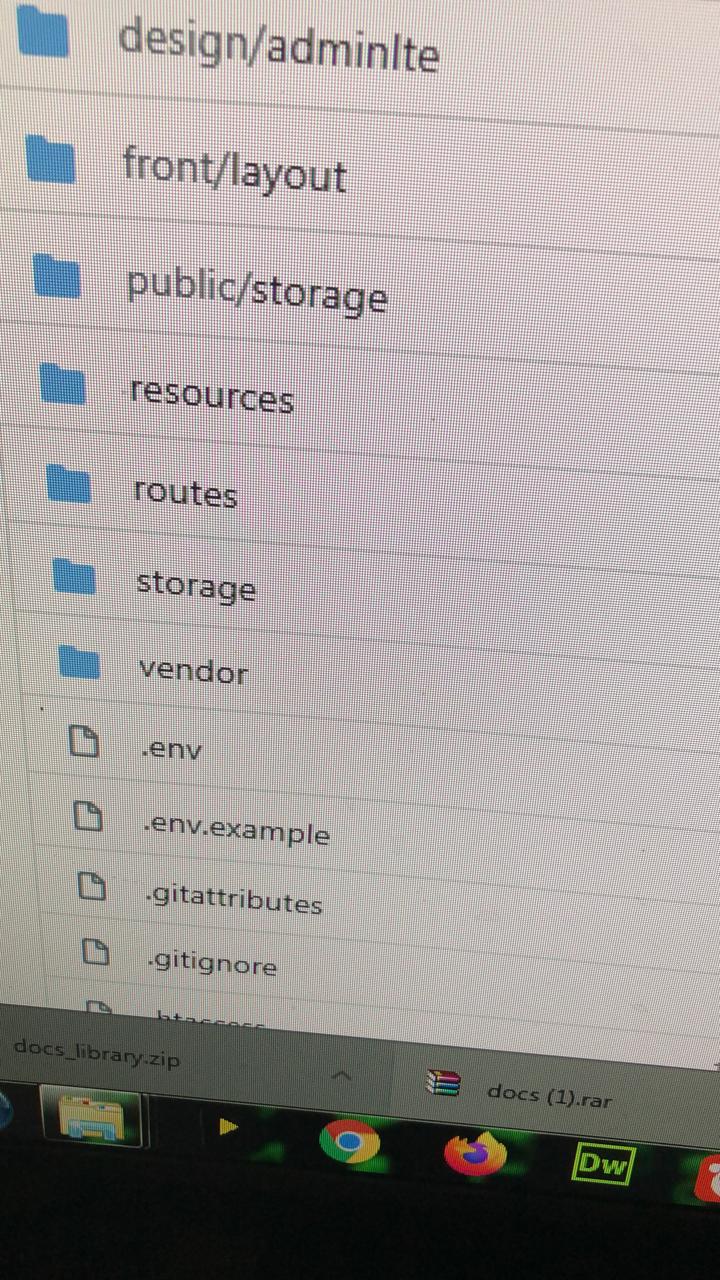 design/adminlte
front/layout
public/storage
resources
routes
storage
vendor
.env
.env.example
.gitattributes
.gitignore
.htaccess
docs_library.zip
docs (1).rar
Dw